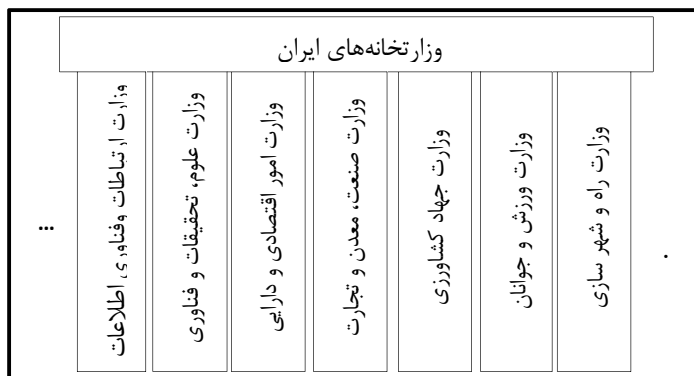 وزارتخانه‌های ایران
وزارت راه و شهر سازی
وزارت ورزش و جوانان
وزارت جهاد کشاورزی
وزارت صنعت، معدن و تجارت
وزارت امور اقتصادی و دارایی
وزارت علوم، تحقیقات و فناوری
وزارت ارتباطات وفناوری اطلاعات
...